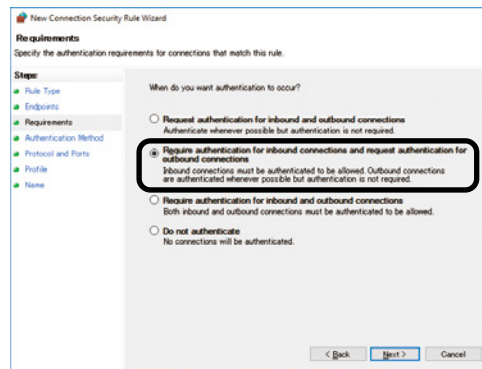 New Connection Security Rule Wizard
Requirements
Specify the authentication requirements for connections that match this rule.
Steps:
Rule Type
Endpoints
Requirements
Authentication Method
Protocol and Ports
Profile
Name
When do you want authentication to occur?
Request authentication for inbound and outbound connections
Authenticate whenever possible but authentication is not required.
Require authentication for inbound connections and request authentication for
outbound connections
Inbound connections must be authenticated to be allowed. Outbound connections
are authenticated whenever possible but authentication is not required.
Require authentication for inbound and outbound connections
Both inbound and outbound connections must be authenticated to be allowed.
Do not authenticate
No connections will be authenticated.
< Back
Next >
Cancel